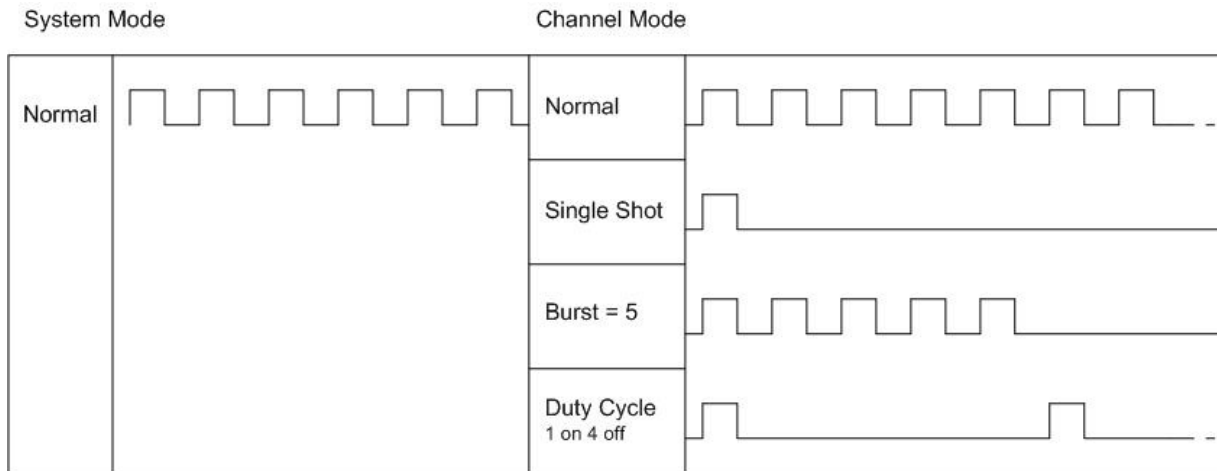 System Mode
Channel Mode
Normal
Normal
Single Shot
Burst = 5
Duty Cycle
1 on 4 off